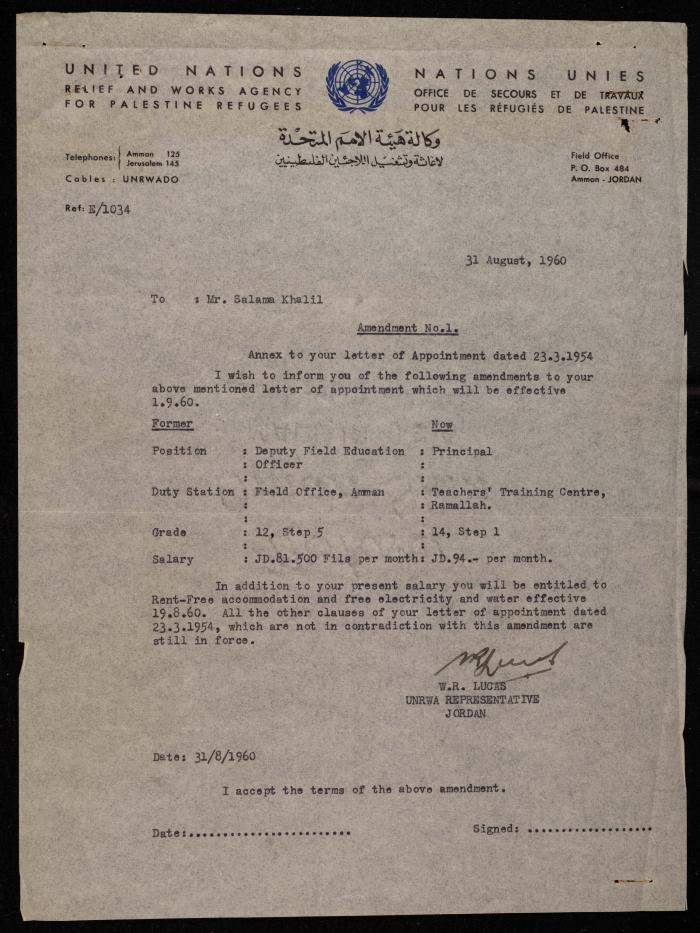 UNITED NATIONS
RELIEF AND WORKS AGENCY
FOR PALESTINE REFUGEES
NATIONS UNIES
OFFICE DE SECOURS ET DE TRAVAUX
POUR LES RÉFUGIÉS DE PALESTINE
وكالة هيئة الامم المتحدة
لاغاثة وتشغيل اللاجئين الفلسطينيين
Telephones: Amman 125
Jerusalem 145
Cables : UNRWADO
Field Office
P. O. Box 484
Amman - JORDAN
Ref: E/1034
31 August, 1960
To : Mr. Salama Khalil
Amendment No.1.
Annex to your letter of Appointment dated 23.3.1954
I wish to inform you of the following amendments to your
above mentioned letter of appointment which will be effective
1.9.60.
Former Now
Position : Deputy Field Education : Principal
: Officer :
: :
Duty Station : Field Office, Amman : Teachers' Training Centre,
: : Ramallah.
: :
Grade : 12, Step 5 : 14, Step 1
: :
Salary : JD.81.500 Fils per month: JD.94.- per month.
In addition to your present salary you will be entitled to
Rent-Free accommodation and free electricity and water effective
19.8.60. All the other clauses of your letter of appointment dated
23.3.1954, which are not in contradiction with this amendment are
still in force.
W.R. LUCAS
UNRWA REPRESENTATIVE
JORDAN
Date: 31/8/1960
I accept the terms of the above amendment.
Date:........................ Signed: ..................